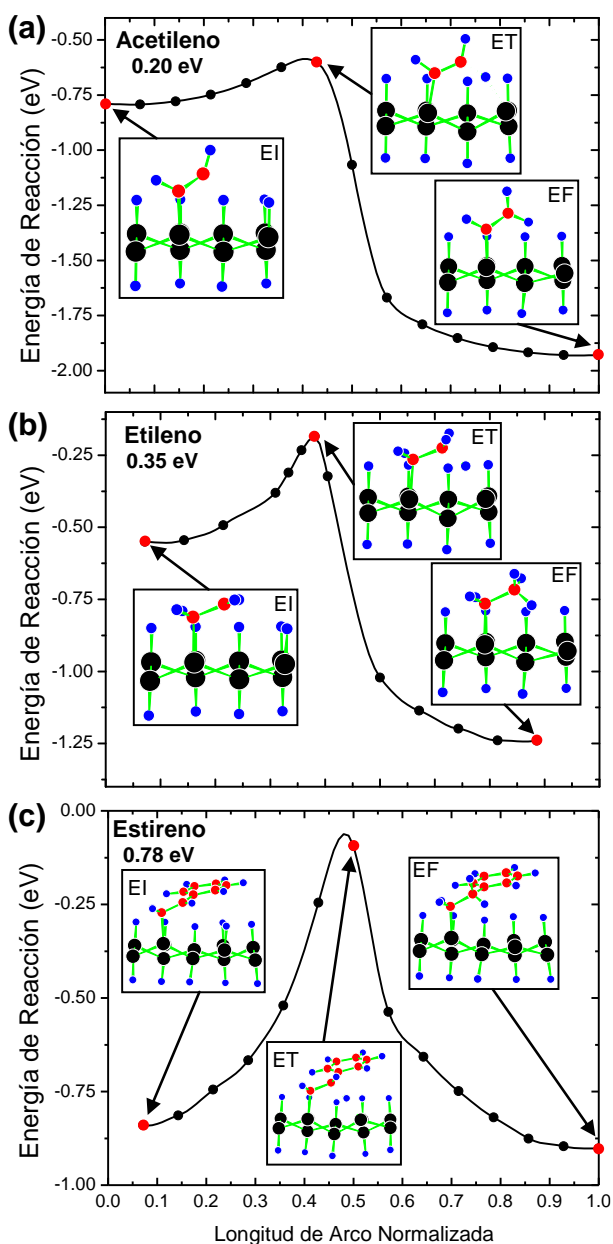 (a)
Acetileno
0.20 eV
ET
EI
EF
Energía de Reacción (eV)
-0.50
-0.75
-1.00
-1.25
-1.50
-1.75
-2.00
(b)
Etileno
0.35 eV
ET
EF
EI
Energía de Reacción (eV)
-0.25
-0.50
-0.75
-1.00
-1.25
(c)
Estireno
0.78 eV
EI
EF
ET
Energía de Reacción (eV)
0.00
-0.25
-0.50
-0.75
-1.00
0.0 0.1 0.2 0.3 0.4 0.5 0.6 0.7 0.8 0.9 1.0
Longitud de Arco Normalizada